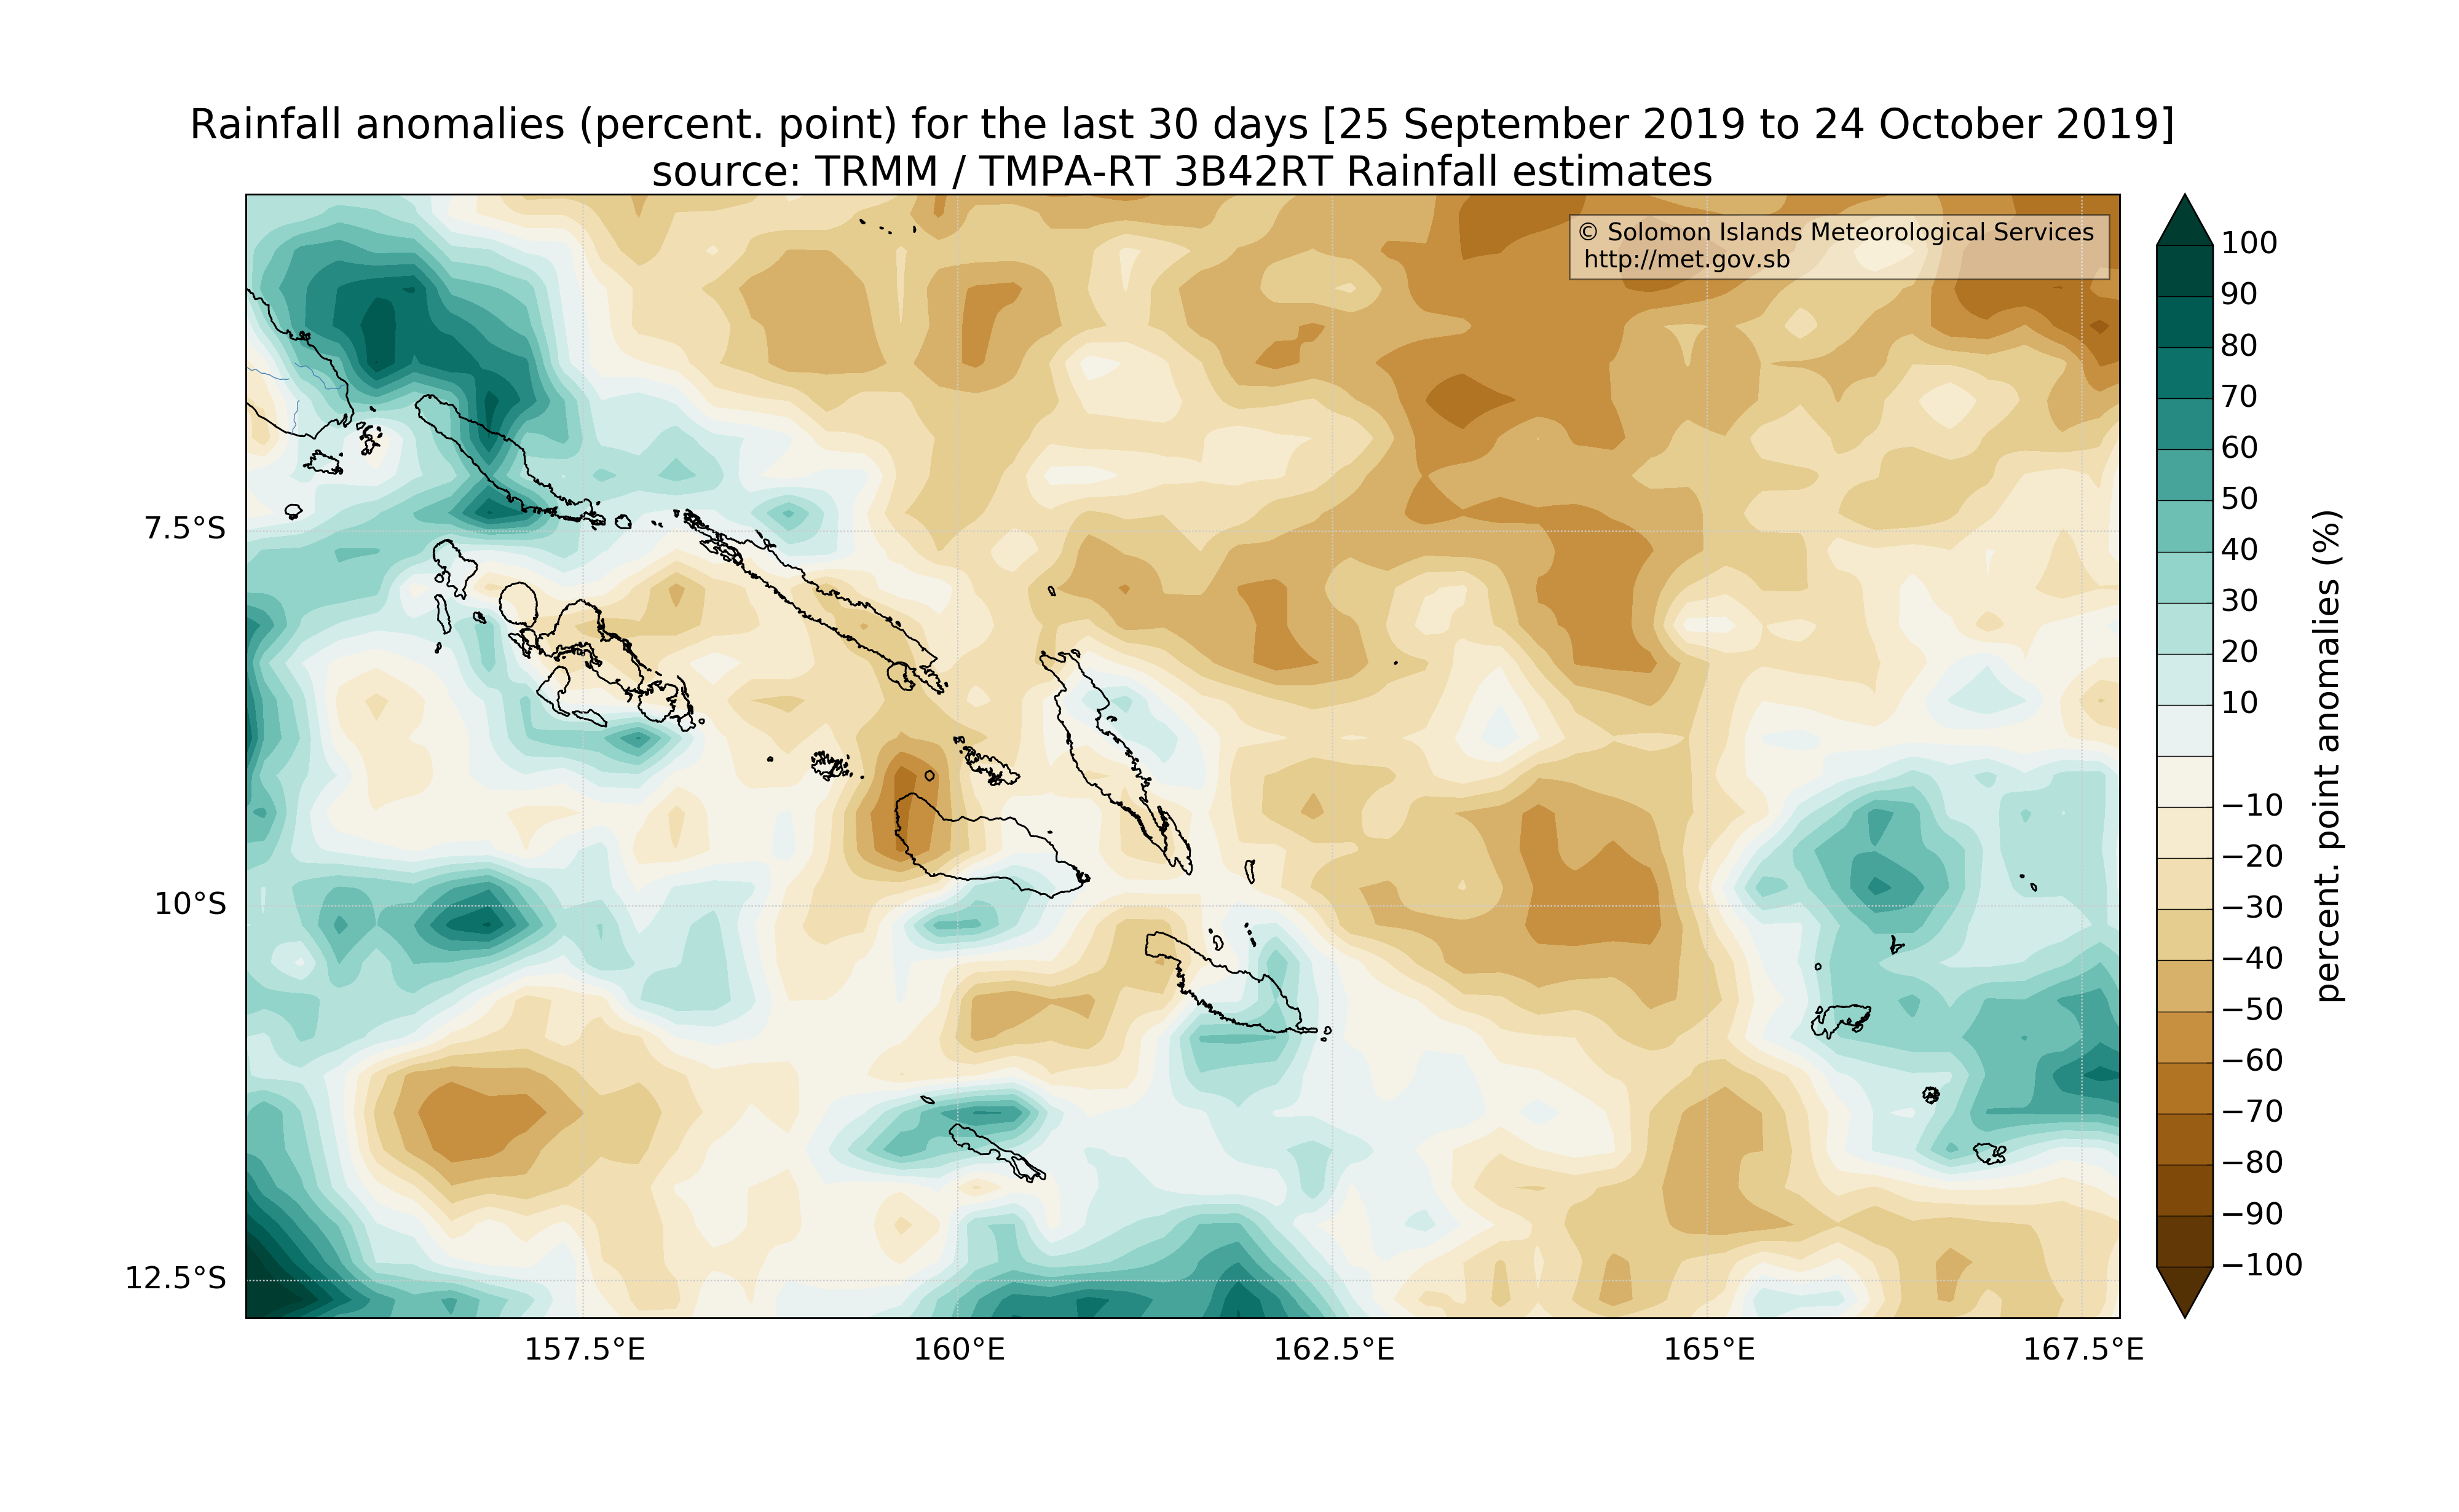 Rainfall anomalies (percent. point) for the last 30 days [25 September 2019 to 24 October 2019]
source: TRMM / TMPA-RT 3B42RT Rainfall estimates
© Solomon Islands Meteorological Services
http://met.gov.sb
7.5°S
10°S
12.5°S
157.5°E
160°E
162.5°E
165°E
167.5°E
100
90
80
70
60
50
40
30
20
10
−10
−20
−30
−40
−50
−60
−70
−80
−90
−100
percent. point anomalies (%)